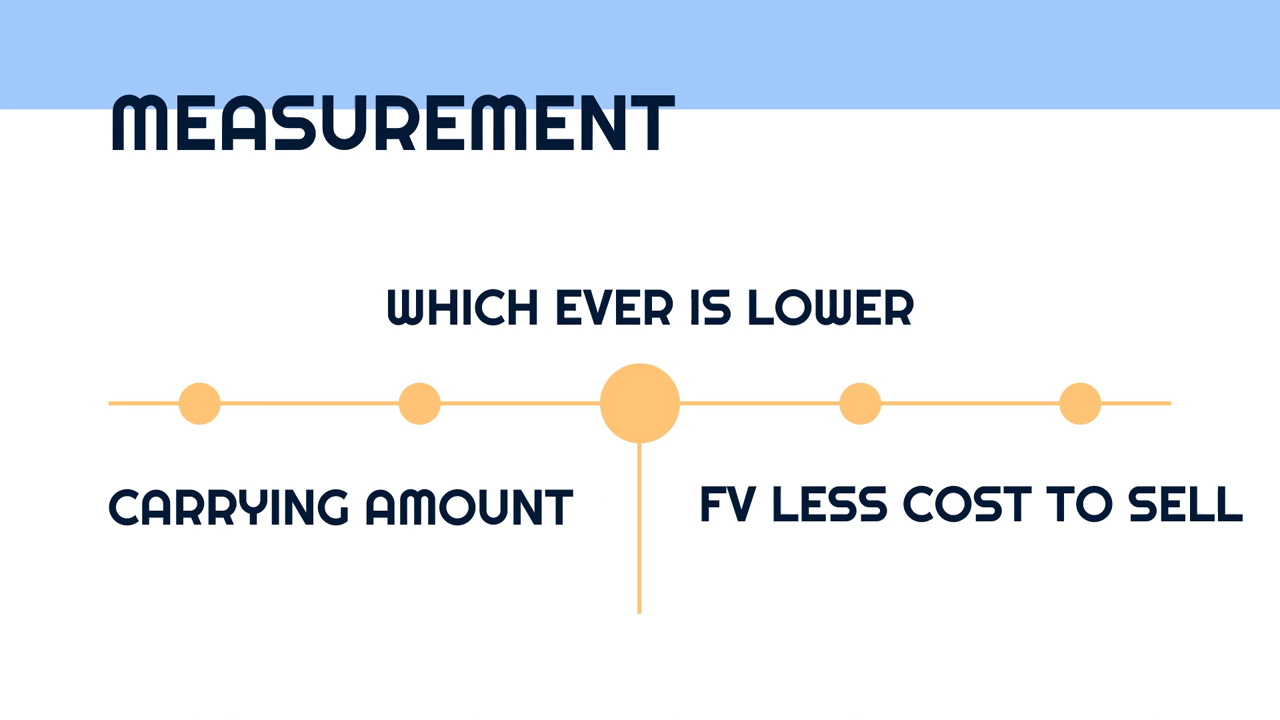 MEASUREMENT
WHICH EVER IS LOWER
CARRYING AMOUNT
FV LESS COST TO SELL